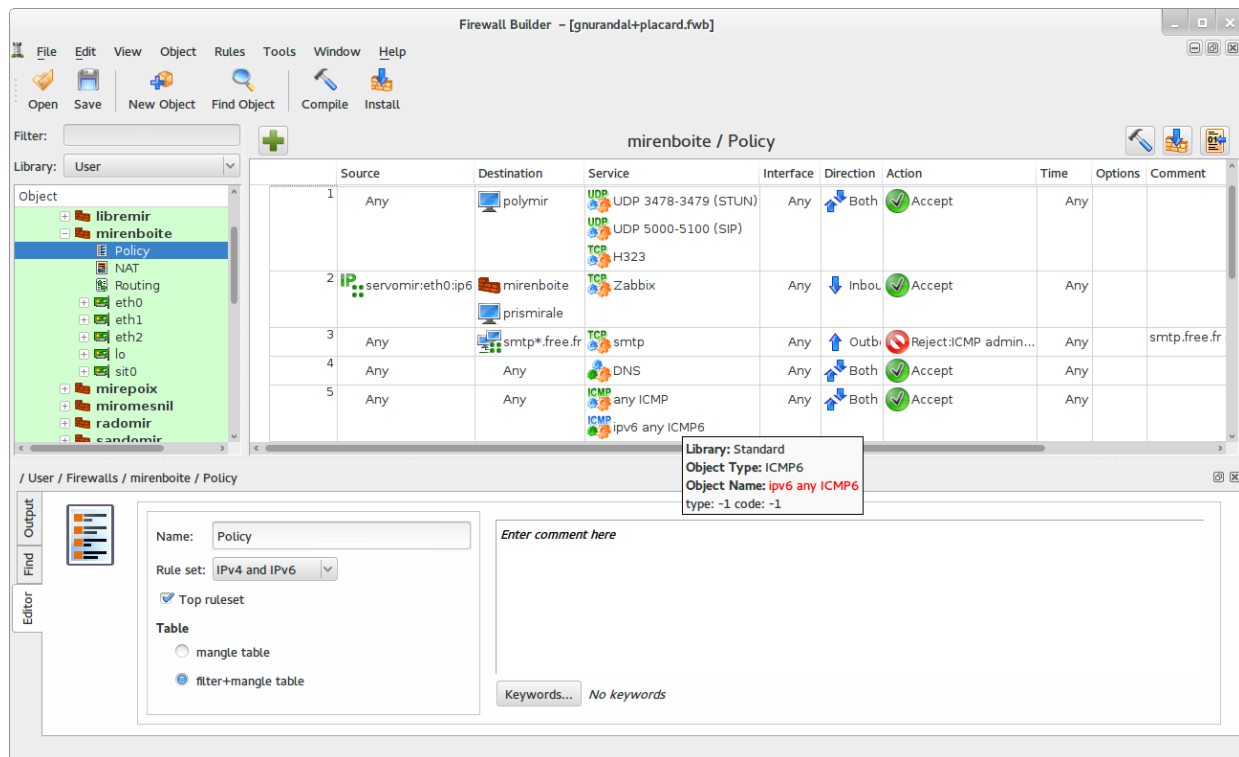 Firewall Builder – [gnurandal+placard.fwb]
File Edit View Object Rules Tools Window Help
Open Save New Object Find Object Compile Install
Filter:
mirenboite / Policy
Library: User
Source Destination Service Interface Direction Action Time Options Comment
Object
libremir
mirenboite
Policy
NAT
Routing
eth0
eth1
eth2
lo
sit0
mirepoix
miromesnil
radomir
sandomir
1 Any polymir UDP UDP 3478-3479 (STUN) Any Both Accept Any
UDP UDP 5000-5100 (SIP)
TCP H323
2 IP servomir:eth0:ip6 mirenboite TCP Zabbix Any Inbou Accept Any
prismirale
3 Any smtp*.free.fr TCP smtp Any Outb Reject:ICMP admin... Any smtp.free.fr
4 Any Any DNS Any Both Accept Any
5 Any Any ICMP any ICMP Any Both Accept Any
ICMP ipv6 any ICMP6
Library: Standard
Object Type: ICMP6
Object Name: ipv6 any ICMP6
type: -1 code: -1
/ User / Firewalls / mirenboite / Policy
Output
Find
Editor
Name: Policy
Rule set: IPv4 and IPv6
Top ruleset
Table
mangle table
filter+mangle table
Enter comment here
Keywords... No keywords